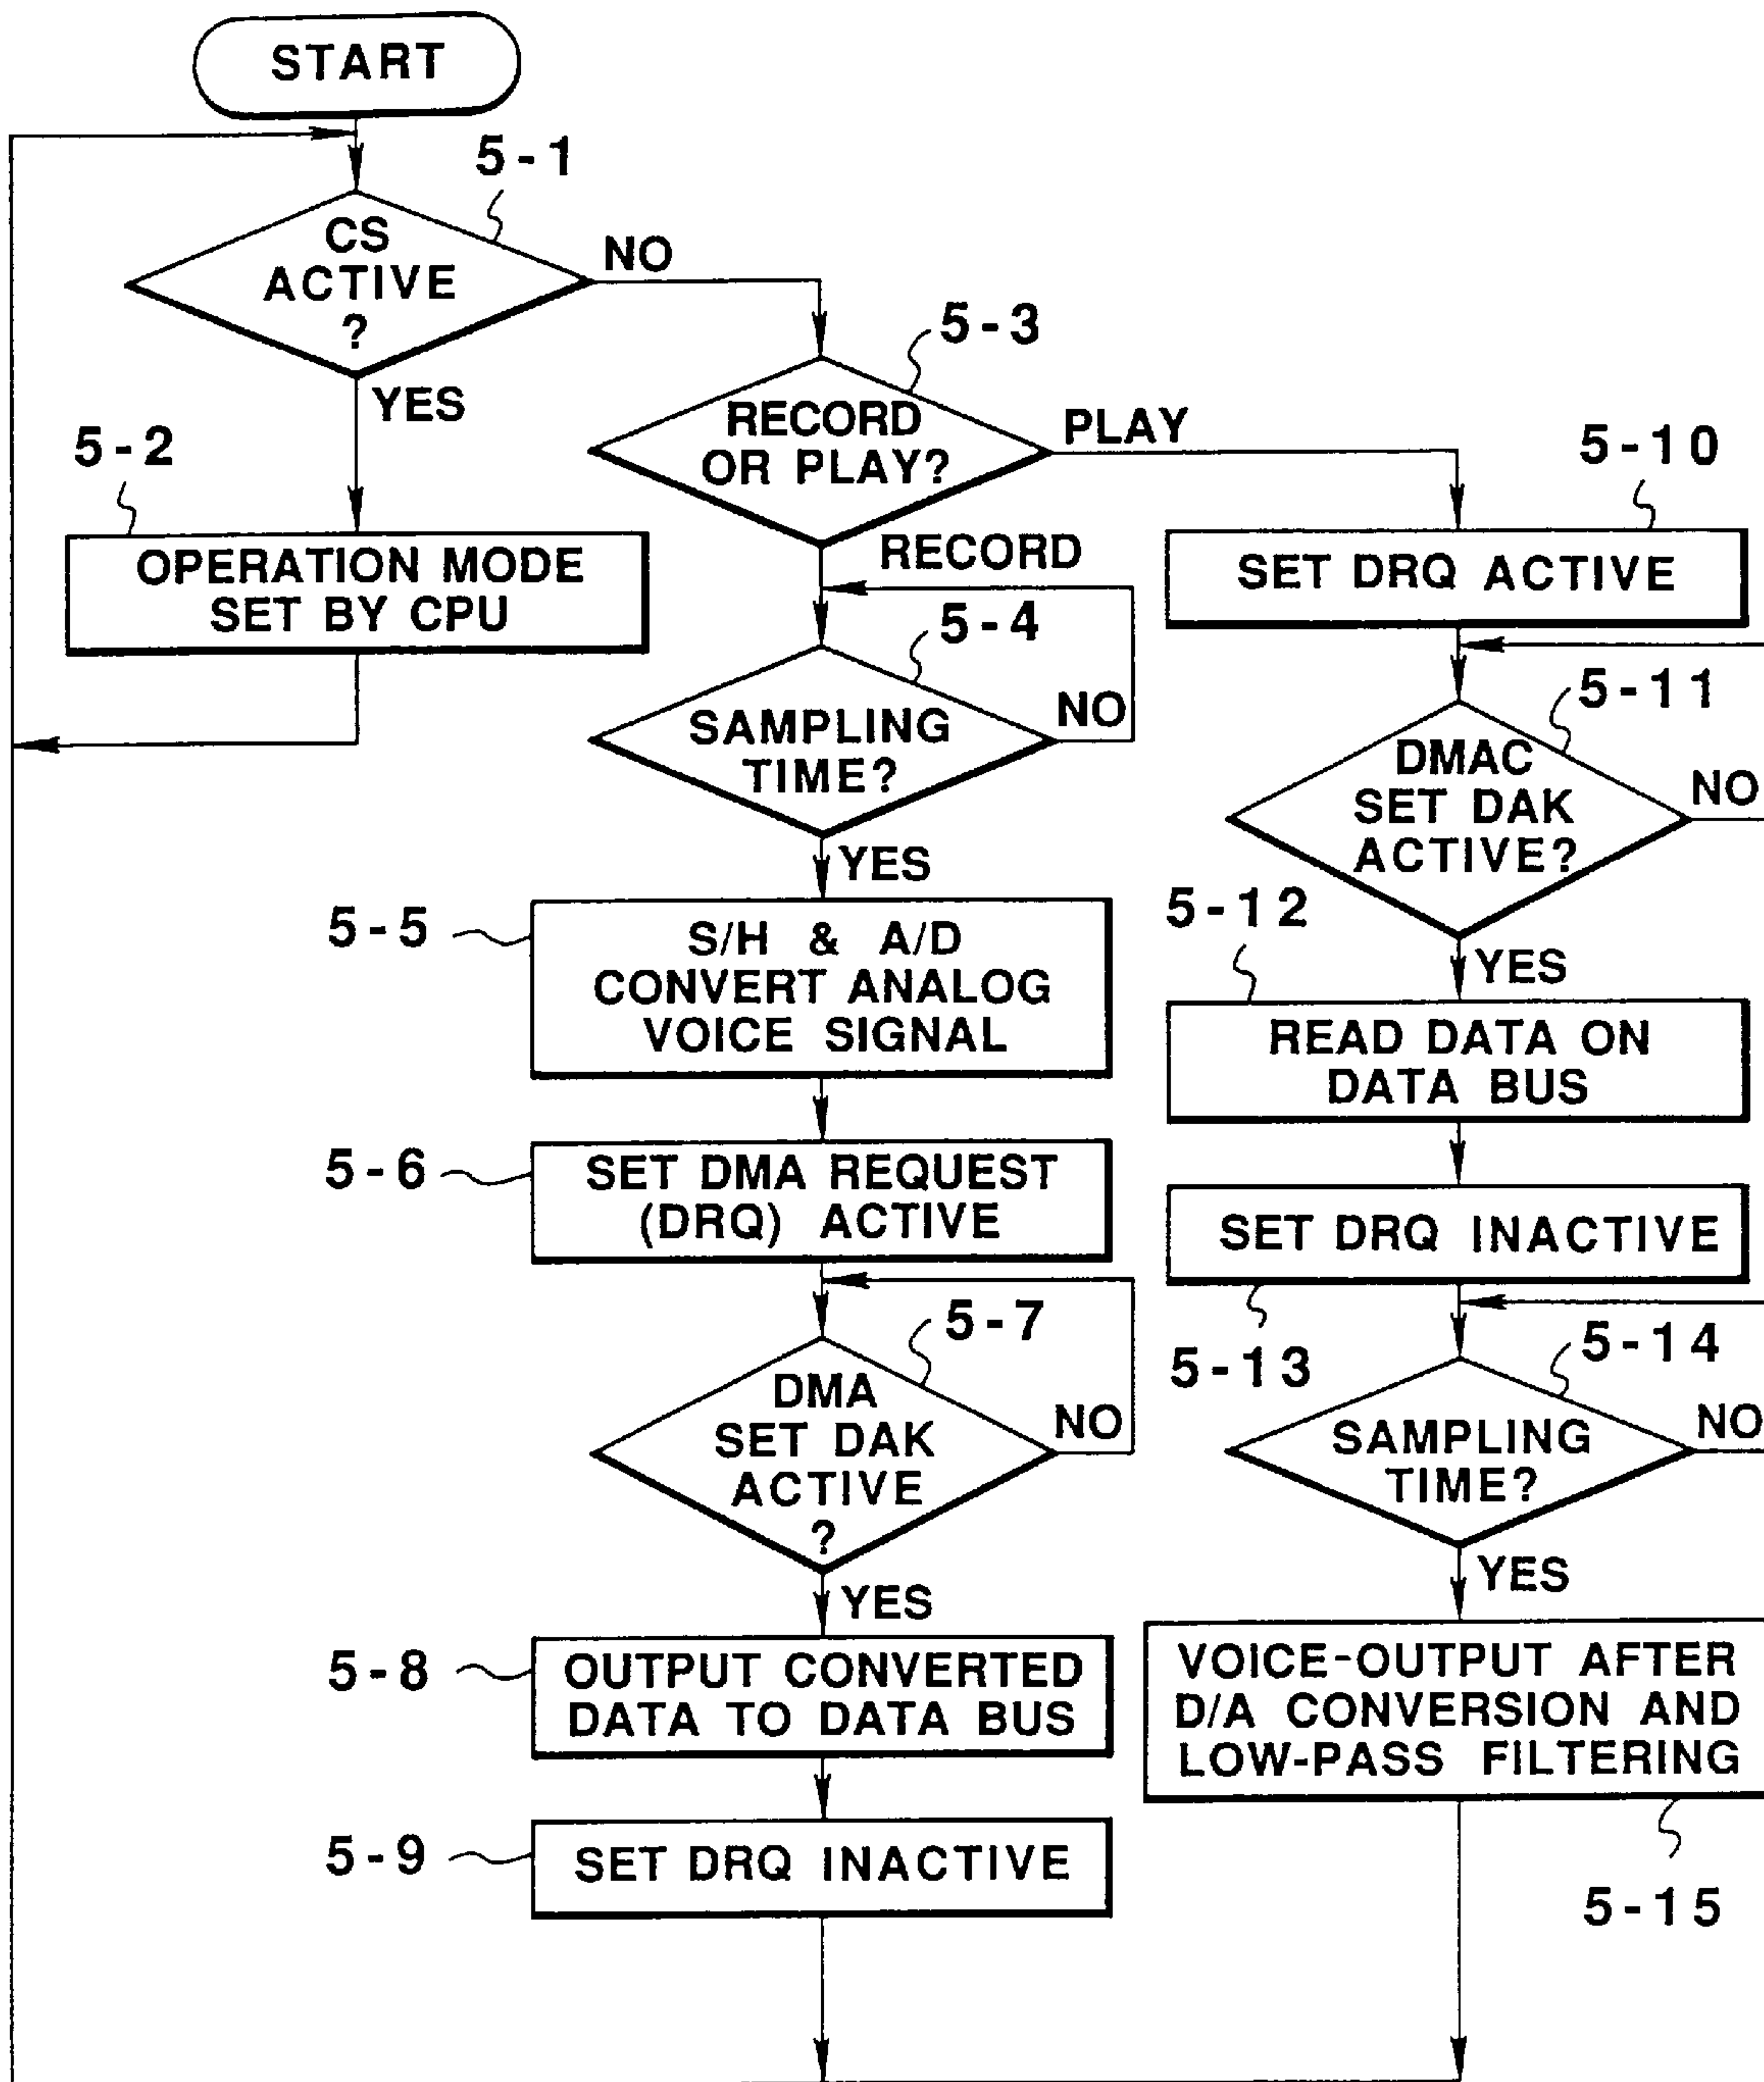 START
5-1
CS
ACTIVE
?
NO
YES
5-2
OPERATION MODE
SET BY CPU
5-3
RECORD
OR PLAY?
PLAY
RECORD
5-4
SAMPLING
TIME?
NO
YES
5-5
S/H & A/D
CONVERT ANALOG
VOICE SIGNAL
5-6
SET DMA REQUEST
(DRQ) ACTIVE
5-7
DMA
SET DAK
ACTIVE
?
NO
YES
5-8
OUTPUT CONVERTED
DATA TO DATA BUS
5-9
SET DRQ INACTIVE
5-10
SET DRQ ACTIVE
5-11
DMAC
SET DAK
ACTIVE?
NO
YES
5-12
READ DATA ON
DATA BUS
SET DRQ INACTIVE
5-13
5-14
SAMPLING
TIME?
NO
YES
VOICE-OUTPUT AFTER
D/A CONVERSION AND
LOW-PASS FILTERING
5-15